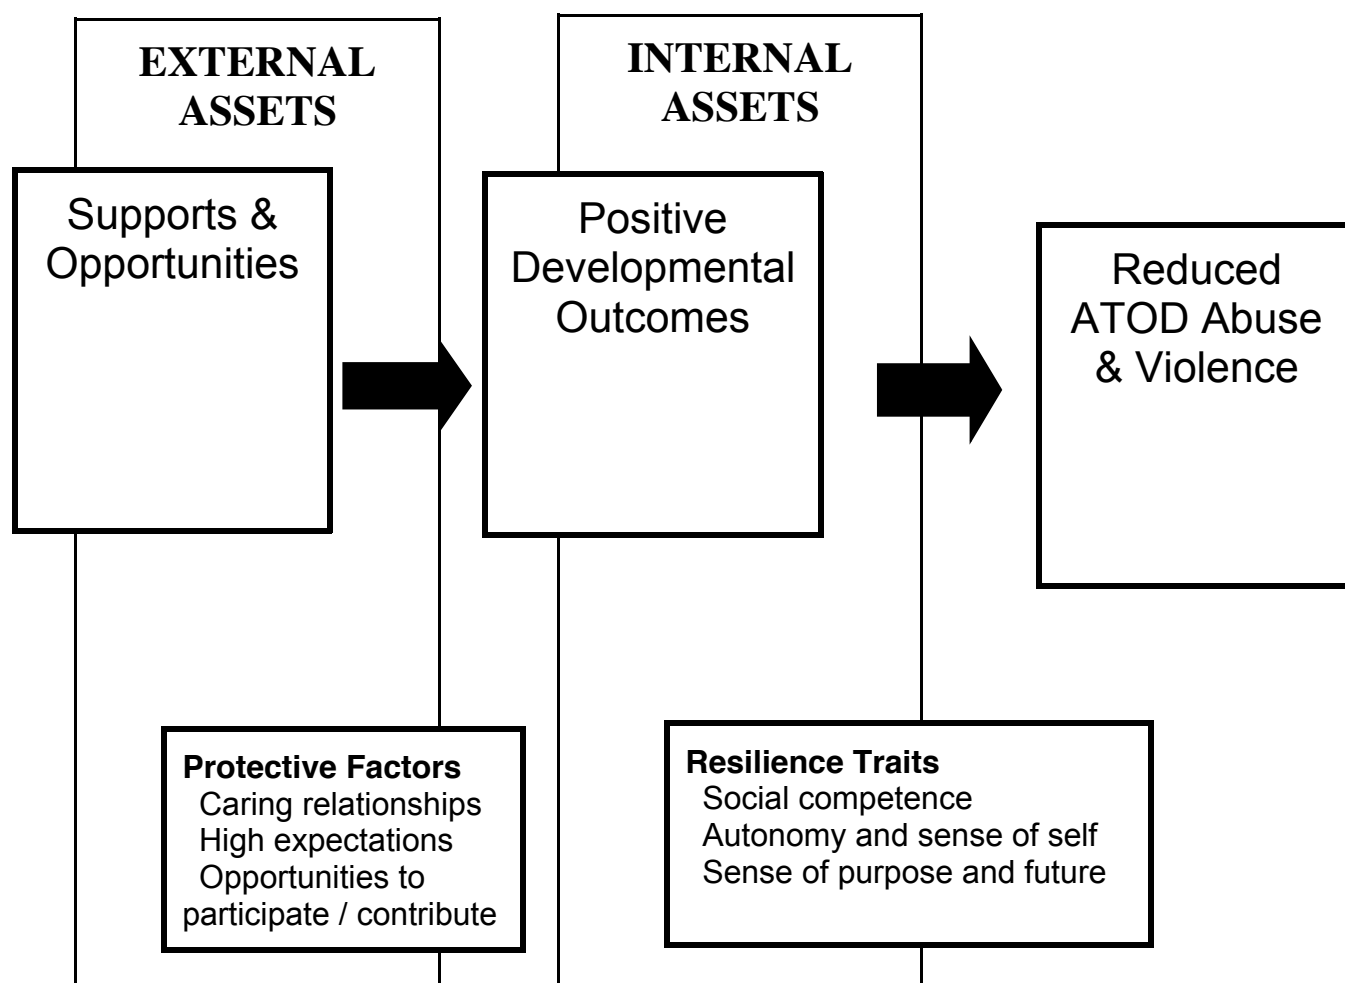 EXTERNAL
ASSETS
INTERNAL
ASSETS
Supports &
Opportunities
Positive
Developmental
Outcomes
Reduced
ATOD Abuse
& Violence
Protective Factors
Caring relationships
High expectations
Opportunities to
participate / contribute
Resilience Traits
Social competence
Autonomy and sense of self
Sense of purpose and future